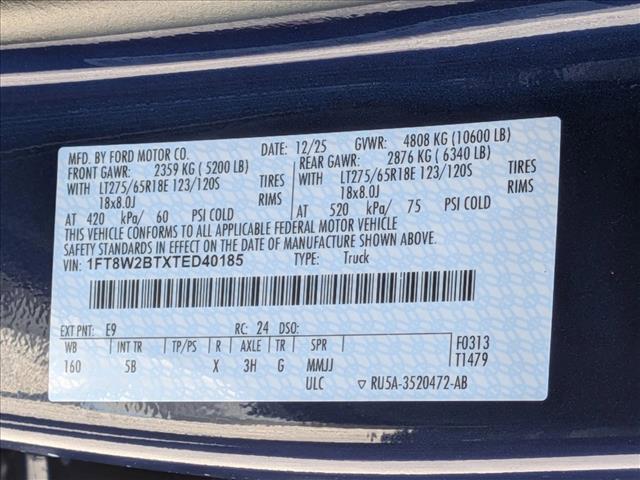 MFD. BY FORD MOTOR CO. DATE: 12/25 GVWR: 4808 KG (10600 LB)
FRONT GAWR: 2359 KG ( 5200 LB) REAR GAWR: 2876 KG ( 6340 LB)
WITH LT275/65R18E 123/120S TIRES WITH LT275/65R18E 123/120S TIRES
18x8.0J RIMS 18x8.0J RIMS
AT 420 kPa/ 60 PSI COLD AT 520 kPa/ 75 PSI COLD
THIS VEHICLE CONFORMS TO ALL APPLICABLE FEDERAL MOTOR VEHICLE
SAFETY STANDARDS IN EFFECT ON THE DATE OF MANUFACTURE SHOWN ABOVE.
VIN: 1FT8W2BTXTED40185 TYPE: Truck
EXT PNT: E9 RC: 24 DSO:
WB INT TR TP/PS R AXLE TR SPR F0313
160 5B X 3H G MMJJ T1479
ULC ▽ RU5A-3520472-AB